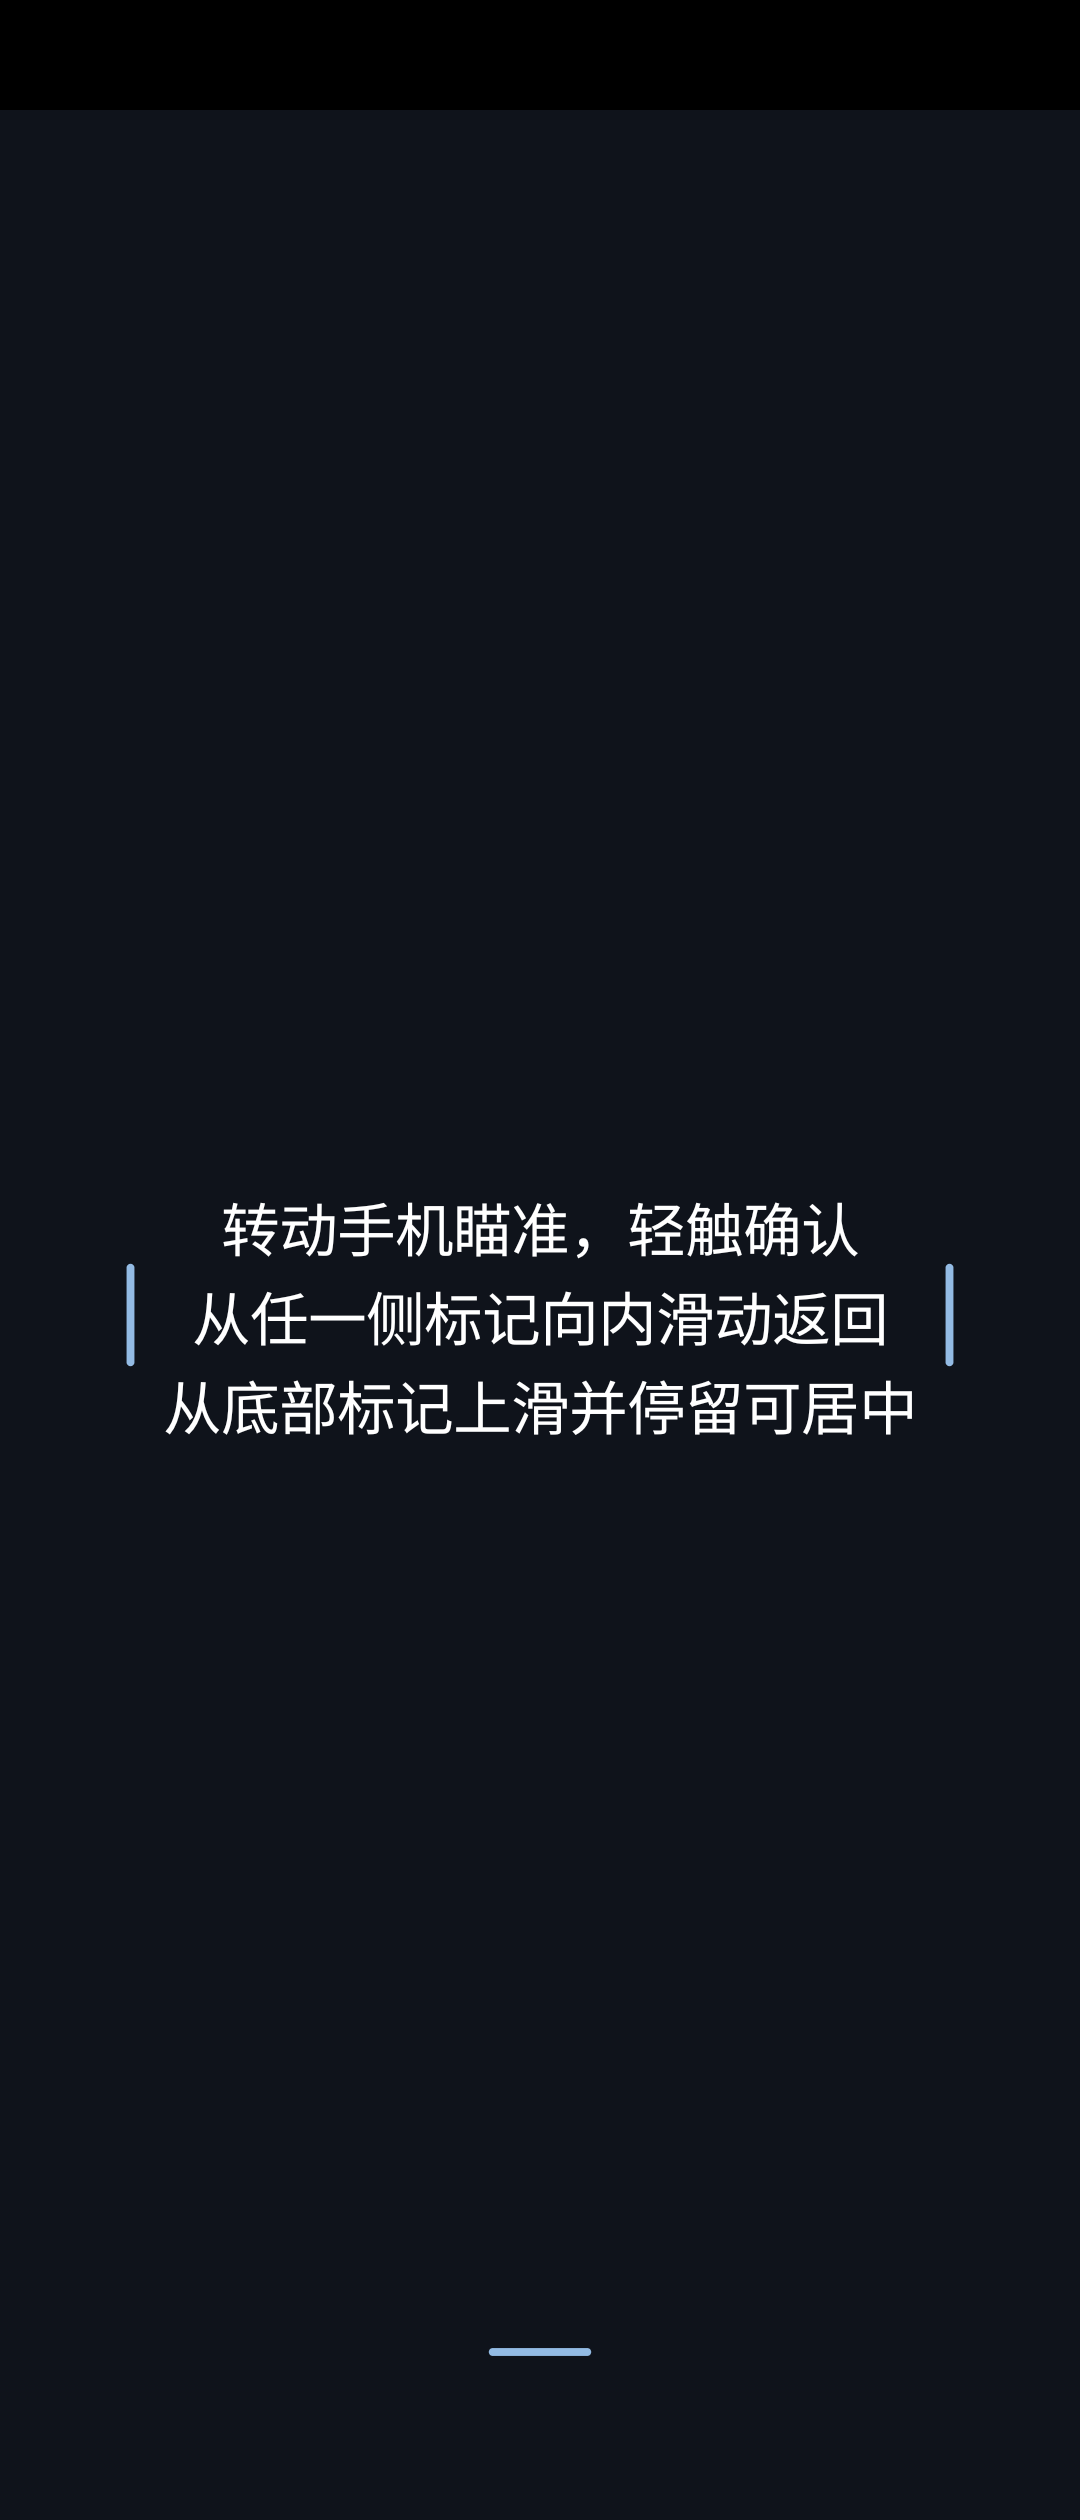 转动手机瞄准，轻触确认
从任一侧标记向内滑动返回
从底部标记上滑并停留可居中